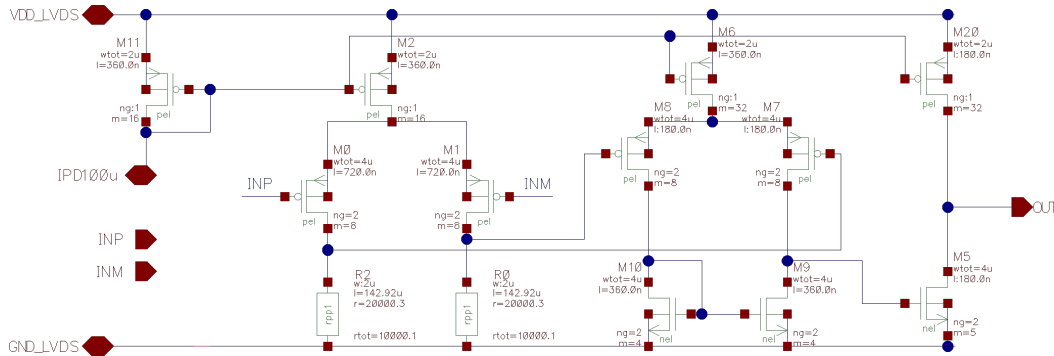 VDD_LVDS
M11
wtot=2u
l=360.0n
ng:1
m=16
pel
M2
wtot=2u
l=360.0n
ng:1
m=16
pel
M6
wtot=2u
l=360.0n
ng:1
m=32
pel
M20
wtot=2u
l:180.0n
ng:1
m=32
pel
IPD100u
M0
wtot=4u
l=720.0n
ng=2
m=8
pel
M1
wtot=4u
l=720.0n
ng=2
m=8
pel
M8
wtot=4u
l:180.0n
ng=2
m=8
pel
M7
wtot=4u
l:180.0n
ng=2
m=8
pel
INP
INM
INP
INM
OUT
R2
w:2u
l=142.92u
r=20000.3
rpp1
rtot=10000.1
R0
w:2u
l=142.92u
r=20000.3
rpp1
rtot=10000.1
M10
wtot=4u
l=360.0n
ng=2
m=4
nel
M9
wtot=4u
l=360.0n
ng=2
m=4
nel
M5
wtot=4u
l:180.0n
ng=2
m=5
nel
GND_LVDS